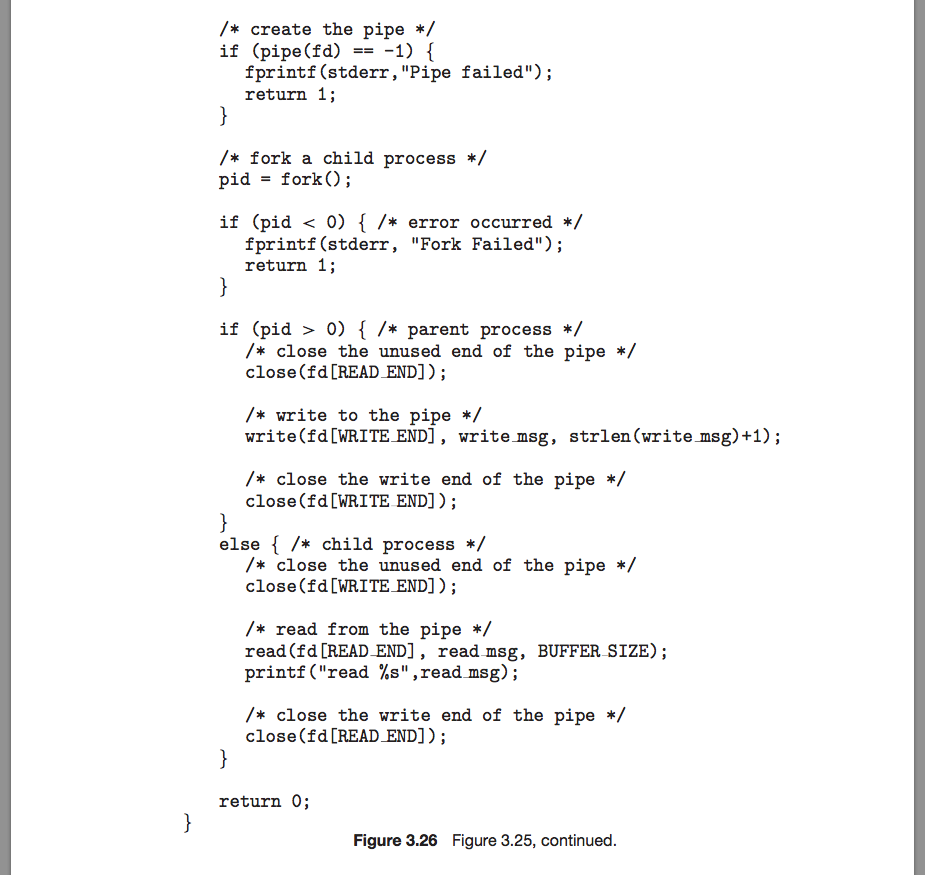 /* create the pipe */
if (pipe(fd) == -1) {
fprintf(stderr,"Pipe failed");
return 1;
}
/* fork a child process */
pid = fork();
if (pid < 0) { /* error occurred */
fprintf(stderr, "Fork Failed");
return 1;
}
if (pid > 0) { /* parent process */
/* close the unused end of the pipe */
close(fd[READ_END]);
/* write to the pipe */
write(fd[WRITE_END], write_msg, strlen(write_msg)+1);
/* close the write end of the pipe */
close(fd[WRITE_END]);
}
else { /* child process */
/* close the unused end of the pipe */
close(fd[WRITE_END]);
/* read from the pipe */
read(fd[READ_END], read_msg, BUFFER_SIZE);
printf("read %s",read_msg);
/* close the write end of the pipe */
close(fd[READ_END]);
}
return 0;
}
Figure 3.26 Figure 3.25, continued.